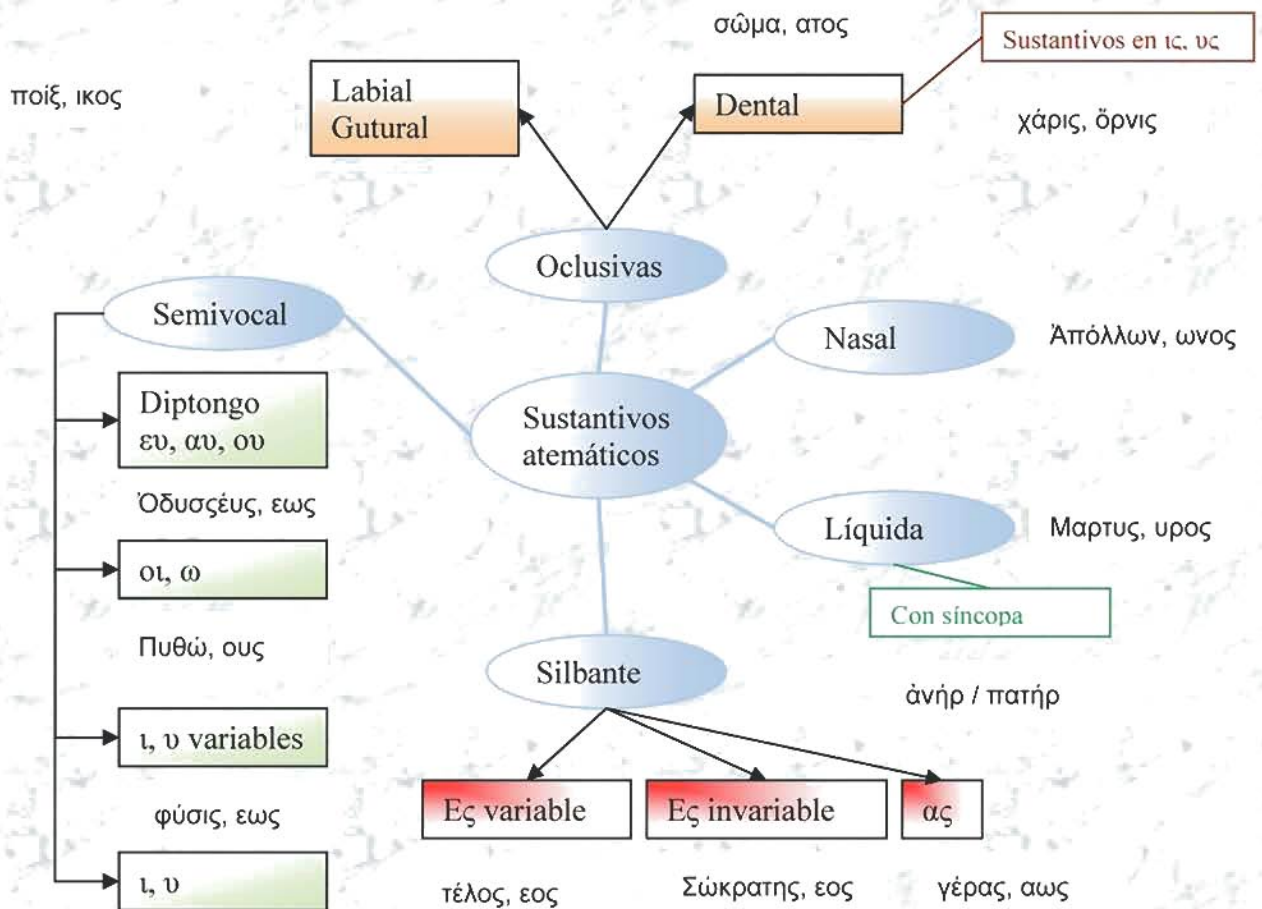 σῶμα, ατος
Sustantivos en ις, υς
ποίξ, ικος
Labial
Gutural
Dental
χάρις, ὄρνις
Oclusivas
Semivocal
Nasal
Ἀπόλλων, ωνος
Diptongo
ευ, αυ, ου
Sustantivos
atemáticos
Ὀδυσςέυς, εως
Líquida
Μαρτυς, υρος
οι, ω
Con síncopa
Πυθώ, ους
Silbante
ἀνήρ / πατήρ
ι, υ variables
Ες variable
Ες invariable
ας
φύσις, εως
ι, υ
τέλος, εος
Σώκρατης, εος
γέρας, αως